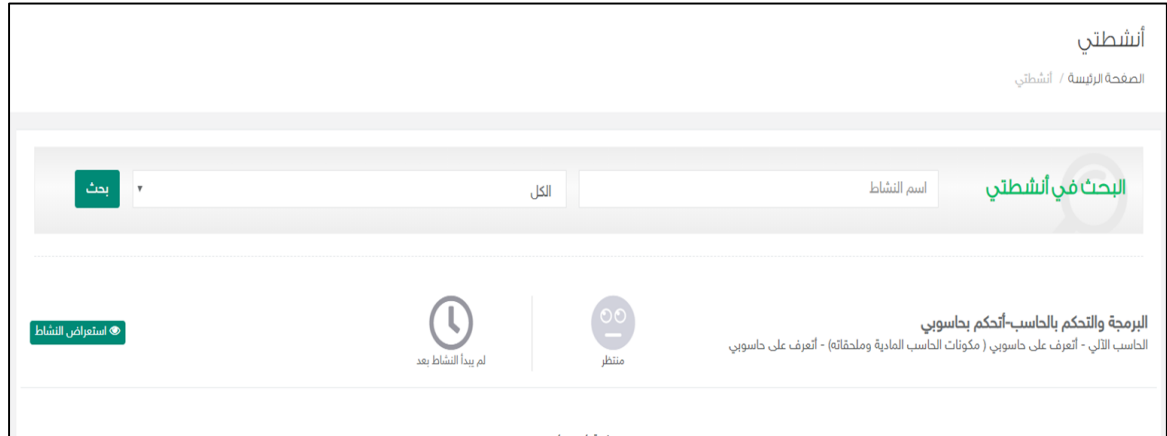 أنشطتي
الصفحة الرئيسة / أنشطتي
البحث في أنشطتي
اسم النشاط
الكل
بحث
البرمجة والتحكم بالحاسب-أتحكم بحاسوبي
الحاسب الآلي - أتعرف على حاسوبي ( مكونات الحاسب المادية وملحقاته) - أتعرف على حاسوبي
منتظر
لم يبدأ النشاط بعد
استعراض النشاط